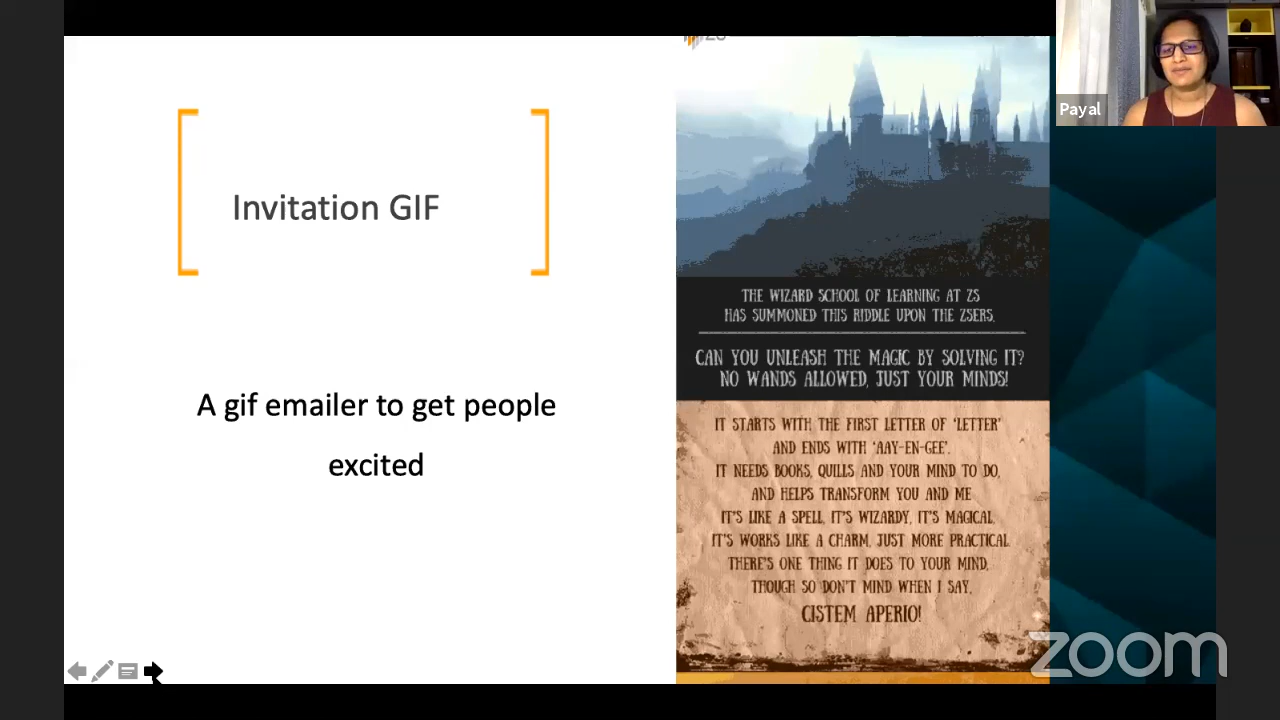 Payal
Invitation GIF
A gif emailer to get people
excited
THE WIZARD SCHOOL OF LEARNING AT ZS
HAS SUMMONED THIS RIDDLE UPON THE ZSERS.
CAN YOU UNLEASH THE MAGIC BY SOLVING IT?
NO WANDS ALLOWED, JUST YOUR MINDS!
IT STARTS WITH THE FIRST LETTER OF ‘LETTER’
AND ENDS WITH ‘AAY-EN-GEE’.
IT NEEDS BOOKS, QUILLS AND YOUR MIND TO DO,
AND HELPS TRANSFORM YOU AND ME
IT'S LIKE A SPELL, IT'S WIZARDY, IT'S MAGICAL,
IT'S WORKS LIKE A CHARM, JUST MORE PRACTICAL
THERE'S ONE THING IT DOES TO YOUR MIND,
THOUGH SO DON'T MIND WHEN I SAY,
CISTEM APERIO!
zoom